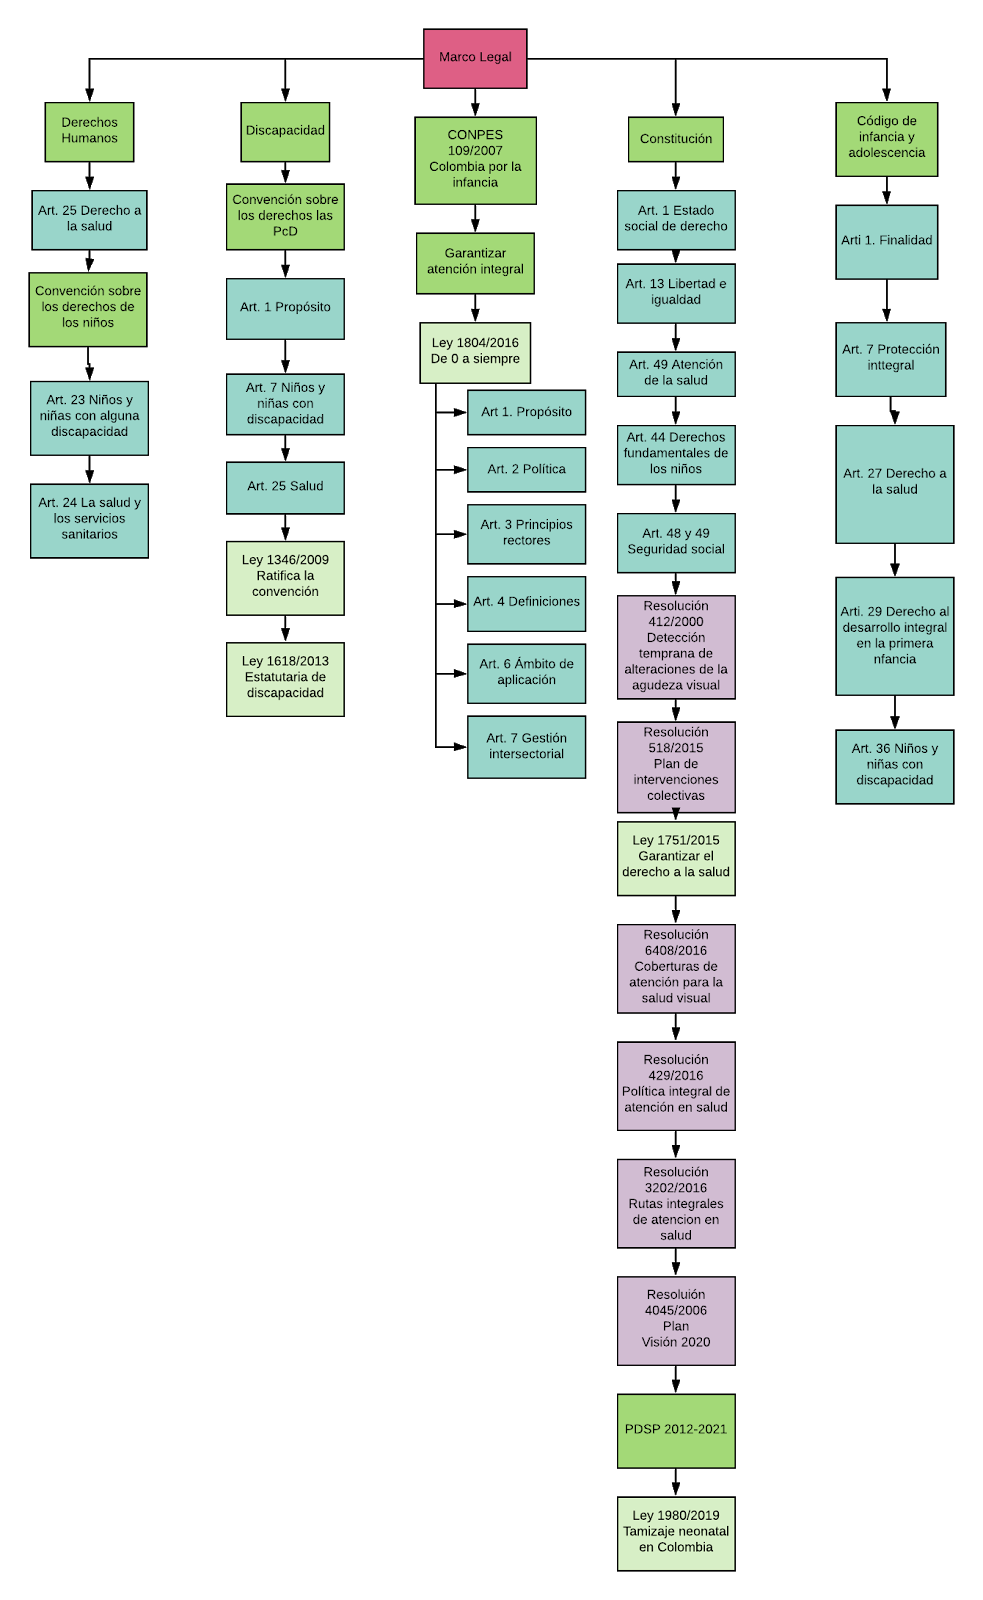 Marco Legal
Derechos
Humanos
Art. 25 Derecho a
la salud
Convención sobre
los derechos de
los niños
Art. 23 Niños y
niñas con alguna
discapacidad
Art. 24 La salud y
los servicios
sanitarios
Discapacidad
Convención sobre
los derechos las
PcD
Art. 1 Propósito
Art. 7 Niños y
niñas con
discapacidad
Art. 25 Salud
Ley 1346/2009
Ratifica la
convención
Ley 1618/2013
Estatutaria de
discapacidad
CONPES
109/2007
Colombia por la
infancia
Garantizar
atención integral
Ley 1804/2016
De 0 a siempre
Art 1. Propósito
Art. 2 Política
Art. 3 Principios
rectores
Art. 4 Definiciones
Art. 6 Ámbito de
aplicación
Art. 7 Gestión
intersectorial
Constitución
Art. 1 Estado
social de derecho
Art. 13 Libertad e
igualdad
Art. 49 Atención
de la salud
Art. 44 Derechos
fundamentales de
los niños
Art. 48 y 49
Seguridad social
Resolución
412/2000
Detección
temprana de
alteraciones de la
agudeza visual
Resolución
518/2015
Plan de
intervenciones
colectivas
Ley 1751/2015
Garantizar el
derecho a la salud
Resolución
6408/2016
Coberturas de
atención para la
salud visual
Resolución
429/2016
Política integral de
atención en salud
Resolución
3202/2016
Rutas integrales
de atencion en
salud
Resoluión
4045/2006
Plan
Visión 2020
PDSP 2012-2021
Ley 1980/2019
Tamizaje neonatal
en Colombia
Código de
infancia y
adolescencia
Arti 1. Finalidad
Art. 7 Protección
inttegral
Art. 27 Derecho a
la salud
Arti. 29 Derecho al
desarrollo integral
en la primera
nfancia
Art. 36 Niños y
niñas con
discapacidad